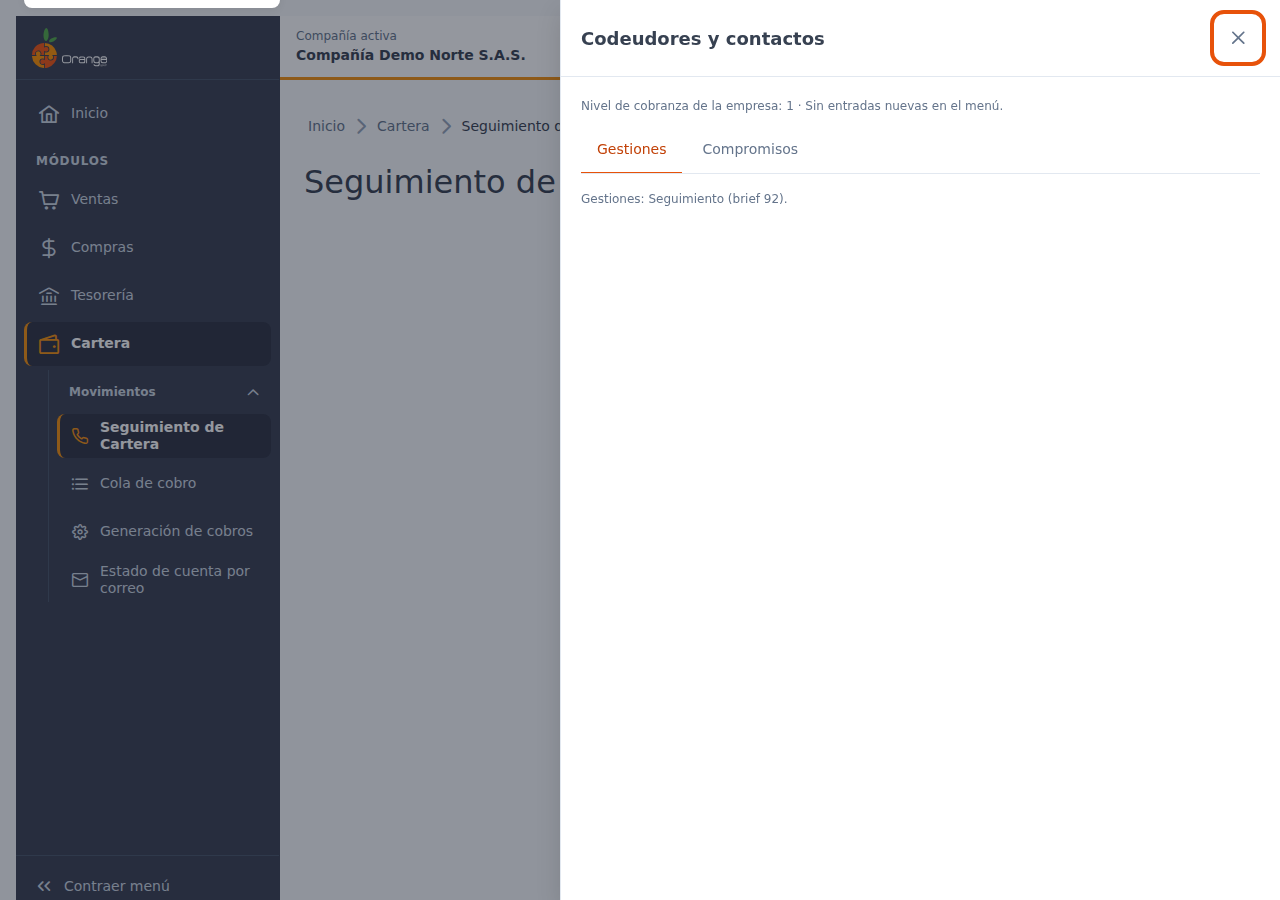 Orange
Inicio
MÓDULOS
Ventas
Compras
Tesorería
Cartera
Movimientos
Seguimiento de
Cartera
Cola de cobro
Generación de cobros
Estado de cuenta por
correo
Contraer menú
Compañía activa
Compañía Demo Norte S.A.S.
Inicio
Cartera
Seguimiento
Seguimiento de
Codeudores y contactos
Nivel de cobranza de la empresa: 1 · Sin entradas nuevas en el menú.
Gestiones
Compromisos
Gestiones: Seguimiento (brief 92).